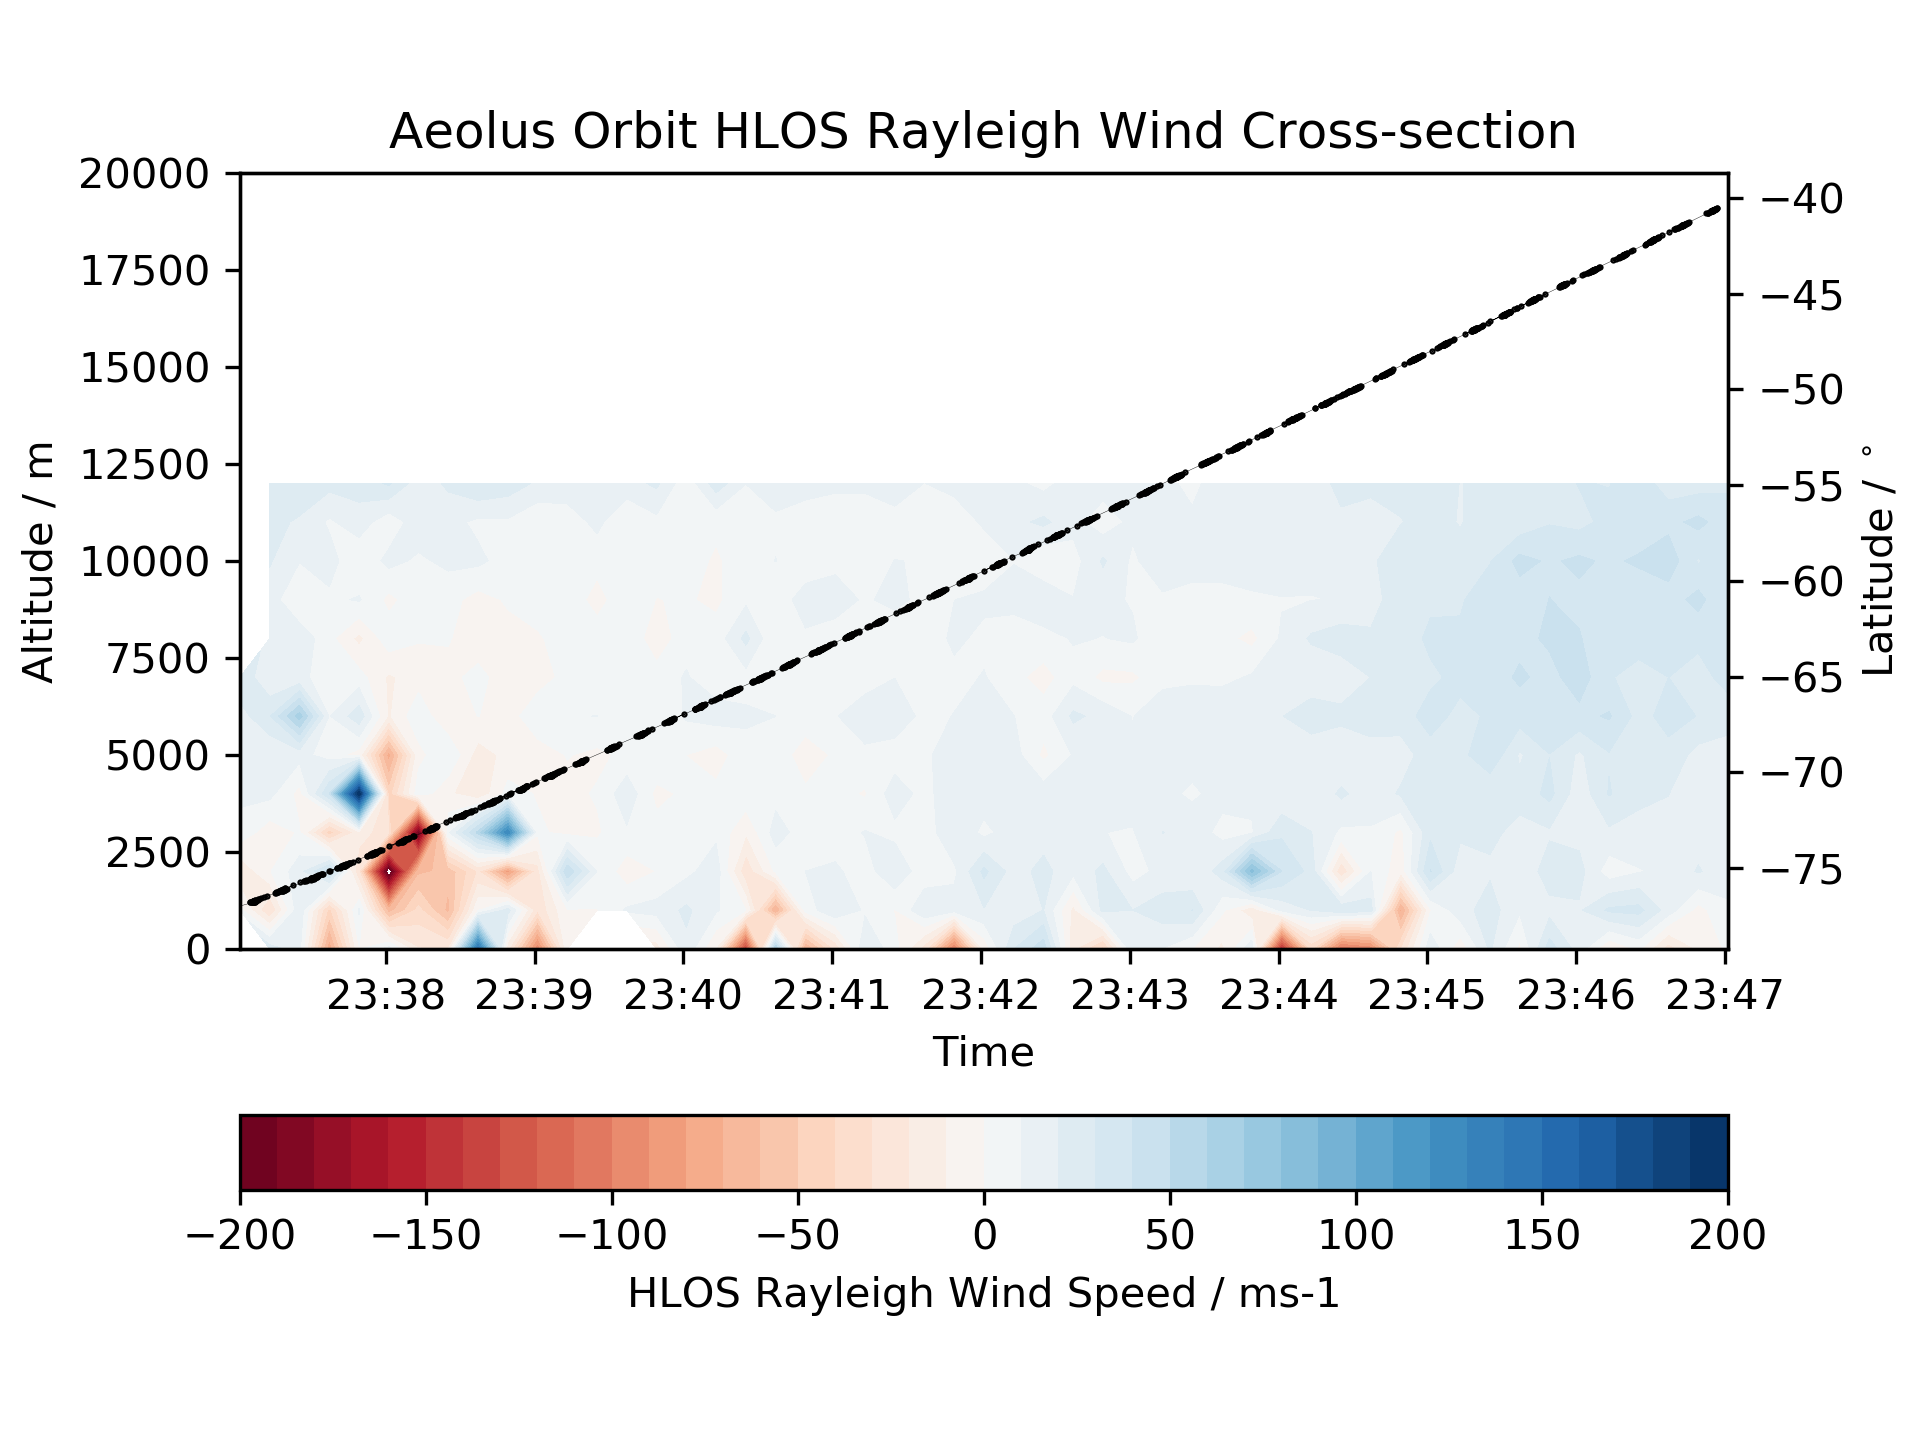 Aeolus Orbit HLOS Rayleigh Wind Cross-section
20000
17500
15000
12500
10000
7500
5000
2500
0
Altitude / m
−40
−45
−50
−55
−60
−65
−70
−75
Latitude / °
23:38 23:39 23:40 23:41 23:42 23:43 23:44 23:45 23:46 23:47
Time
−200 −150 −100 −50 0 50 100 150 200
HLOS Rayleigh Wind Speed / ms-1